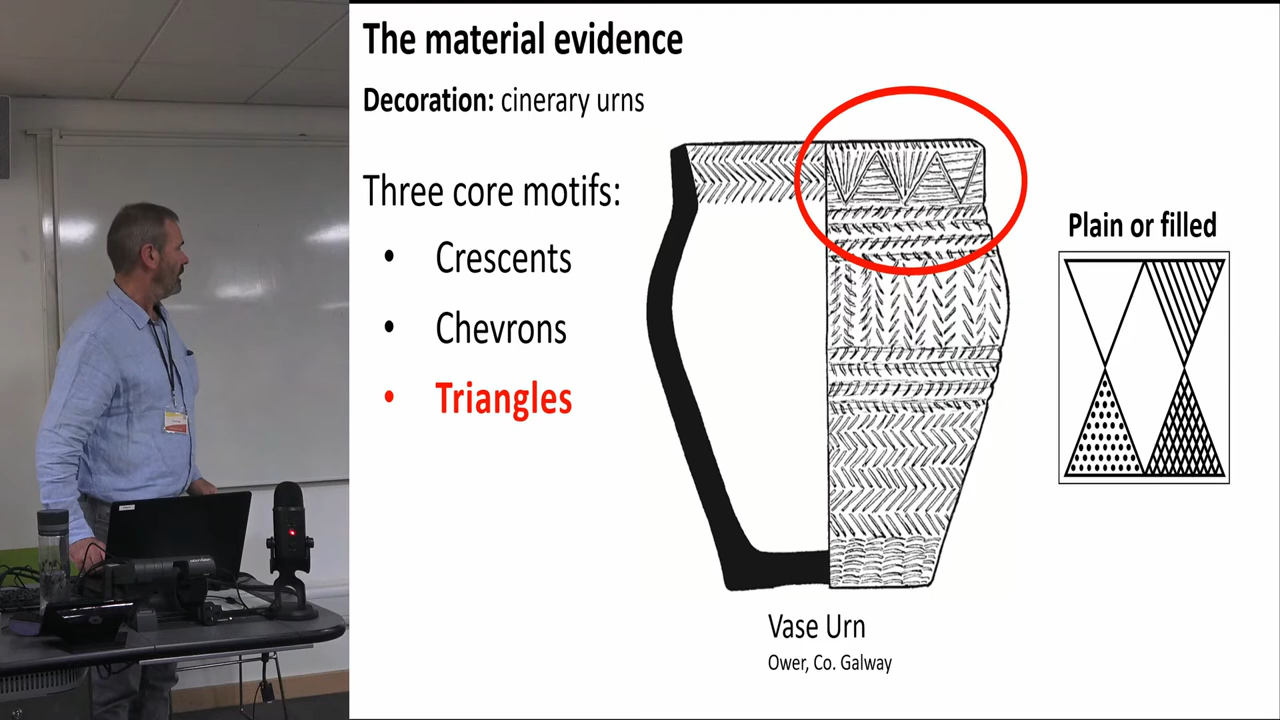 The material evidence
Decoration: cinerary urns
Three core motifs:
• Crescents
• Chevrons
• Triangles
Plain or filled
Vase Urn
Ower, Co. Galway